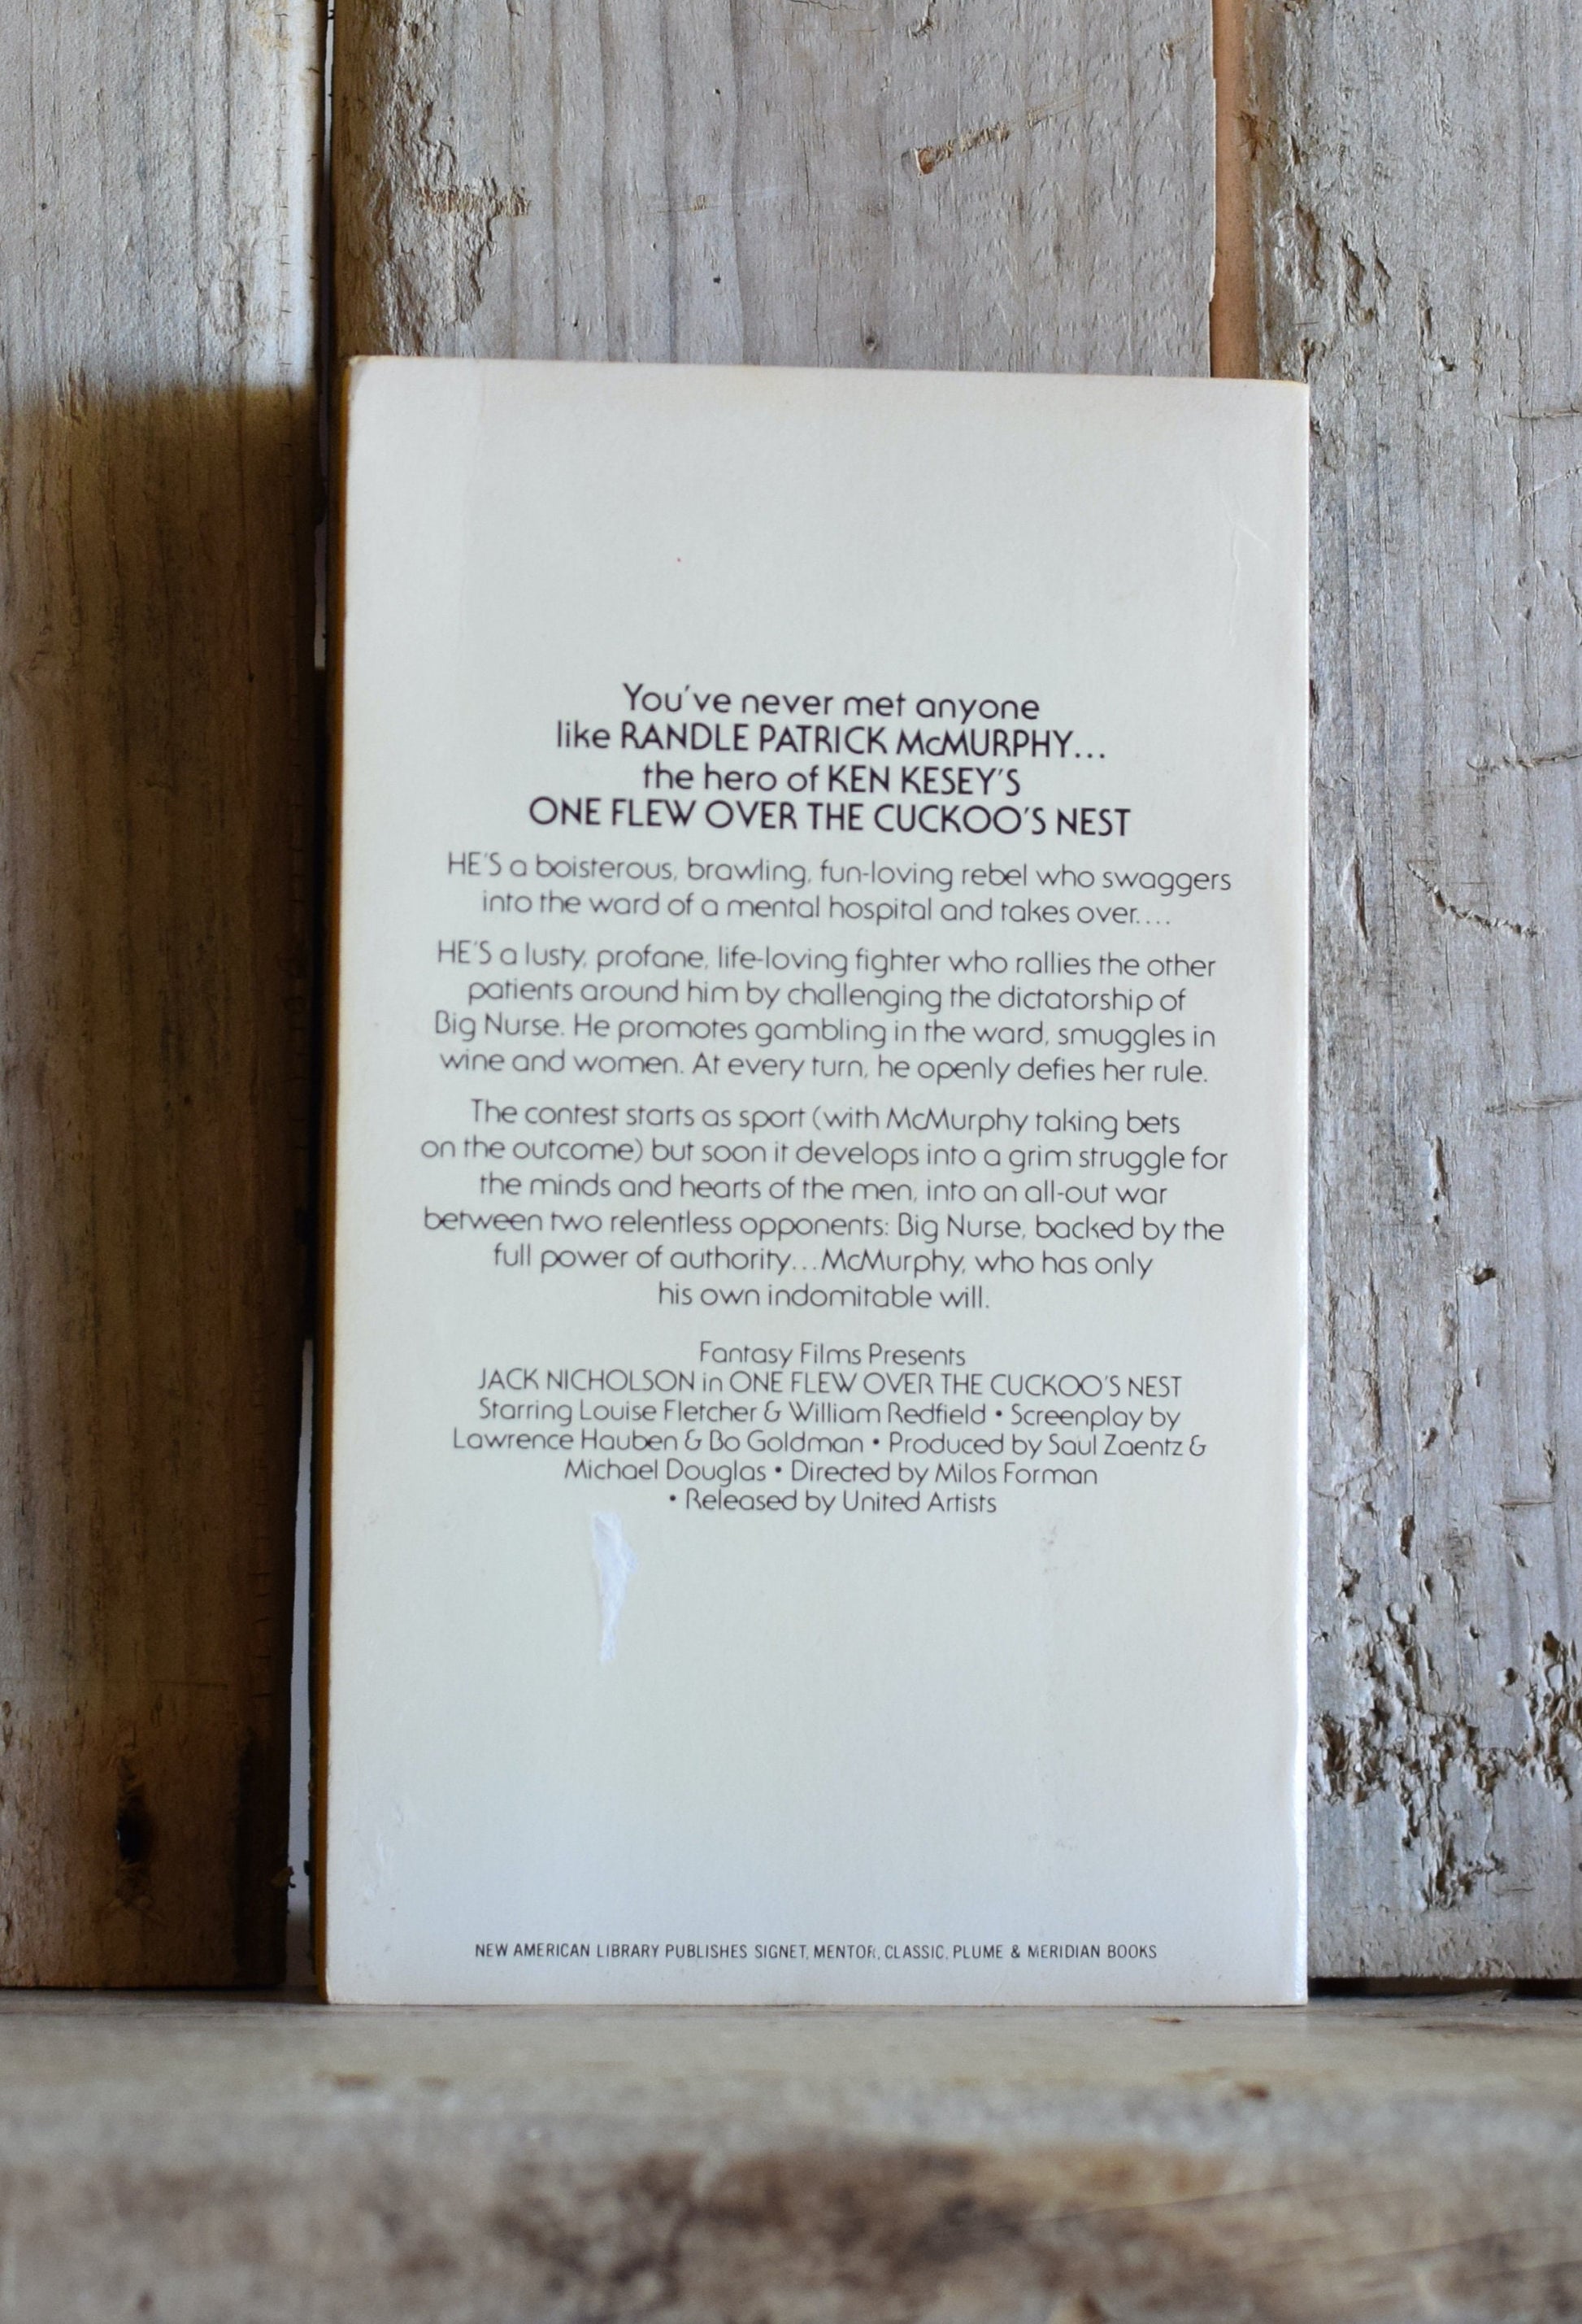 You've never met anyone
like RANDLE PATRICK McMURPHY...
the hero of KEN KESEY'S
ONE FLEW OVER THE CUCKOO'S NEST
HE'S a boisterous, brawling, fun-loving rebel who swaggers
into the ward of a mental hospital and takes over....
HE'S a lusty, profane, life-loving fighter who rallies the other
patients around him by challenging the dictatorship of
Big Nurse. He promotes gambling in the ward, smuggles in
wine and women. At every turn, he openly defies her rule.
The contest starts as sport (with McMurphy taking bets
on the outcome) but soon it develops into a grim struggle for
the minds and hearts of the men, into an all-out war
between two relentless opponents: Big Nurse, backed by the
full power of authority...McMurphy, who has only
his own indomitable will.
Fantasy Films Presents
JACK NICHOLSON in ONE FLEW OVER THE CUCKOO'S NEST
Starring Louise Fletcher & William Redfield • Screenplay by
Lawrence Hauben & Bo Goldman • Produced by Saul Zaentz &
Michael Douglas • Directed by Milos Forman
• Released by United Artists
NEW AMERICAN LIBRARY PUBLISHES SIGNET, MENTOR, CLASSIC, PLUME & MERIDIAN BOOKS